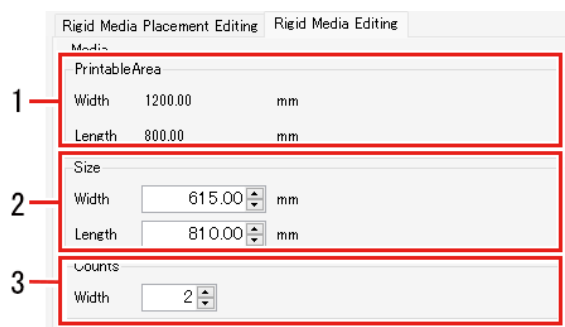 Rigid Media Placement Editing Rigid Media Editing
Media
PrintableArea
1
Width 1200.00 mm
Length 800.00 mm
Size
2
Width 615.00 mm
Length 810.00 mm
Counts
3
Width 2